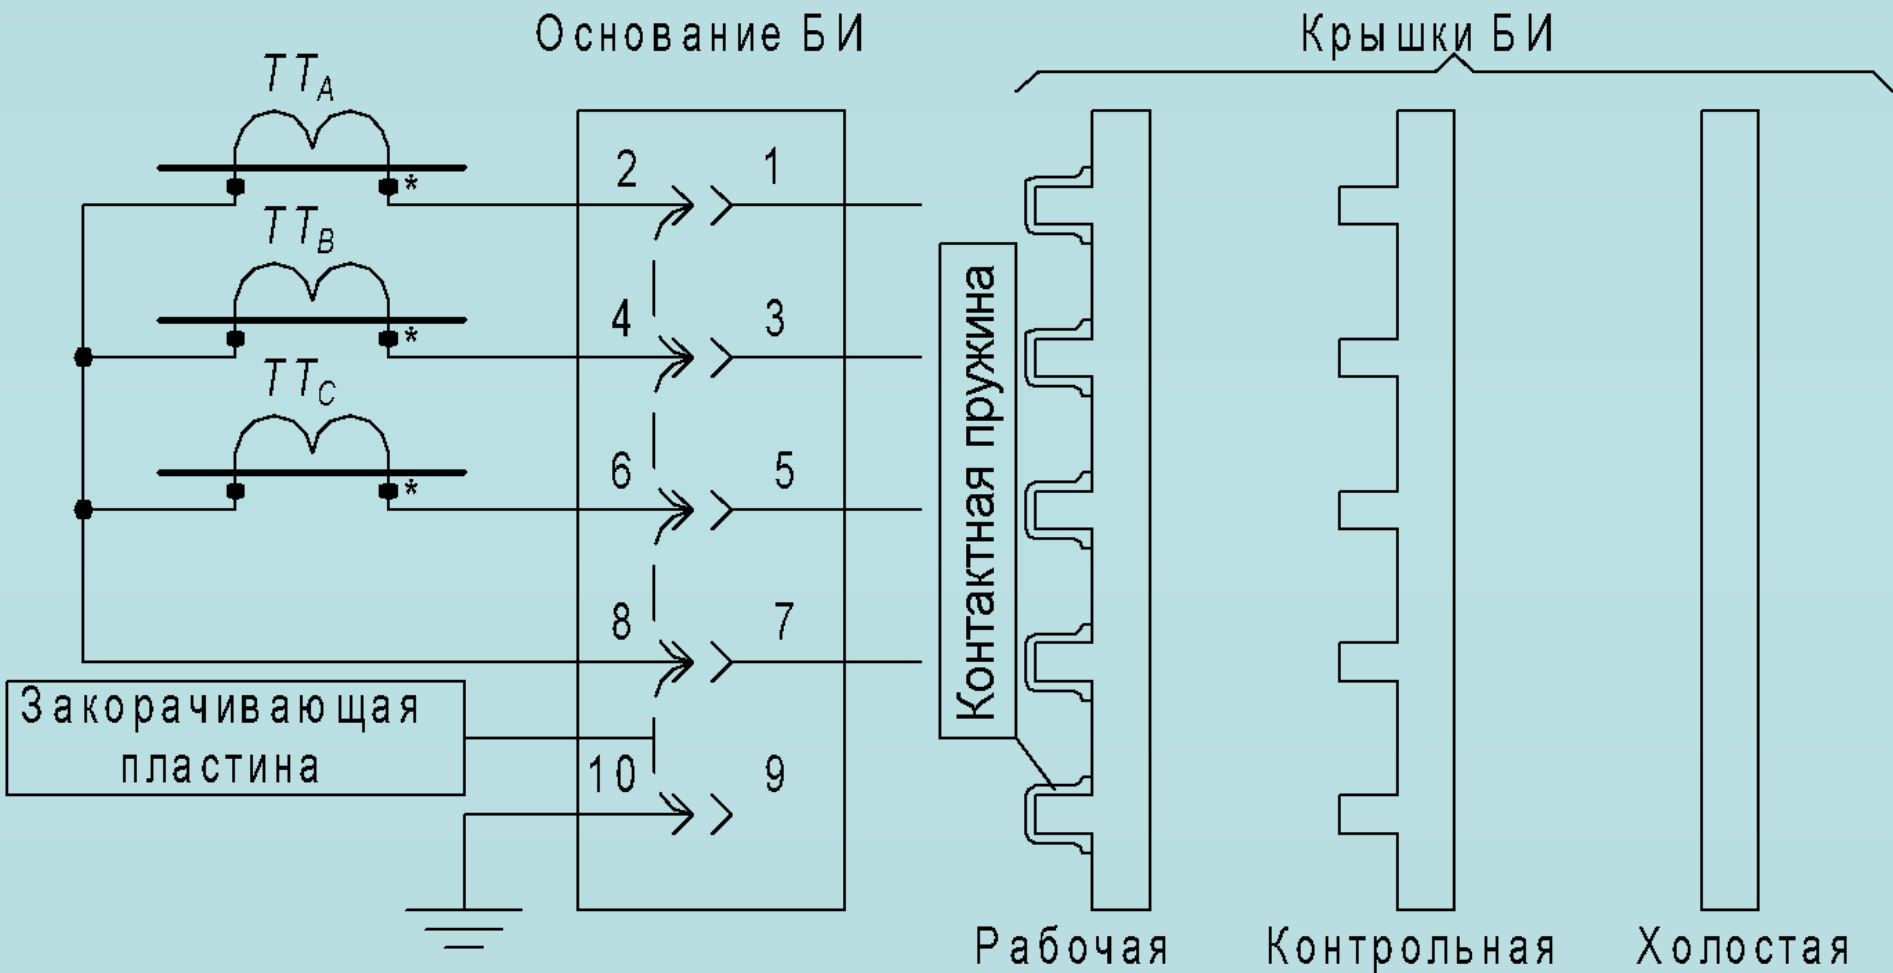 Основание БИ
Крышки БИ
ТТA
2 1
*
ТТB
4 3
*
ТТC
6 5
*
8 7
Контактная пружина
Закорачивающая
пластина
10 9
Рабочая
Контрольная
Холостая